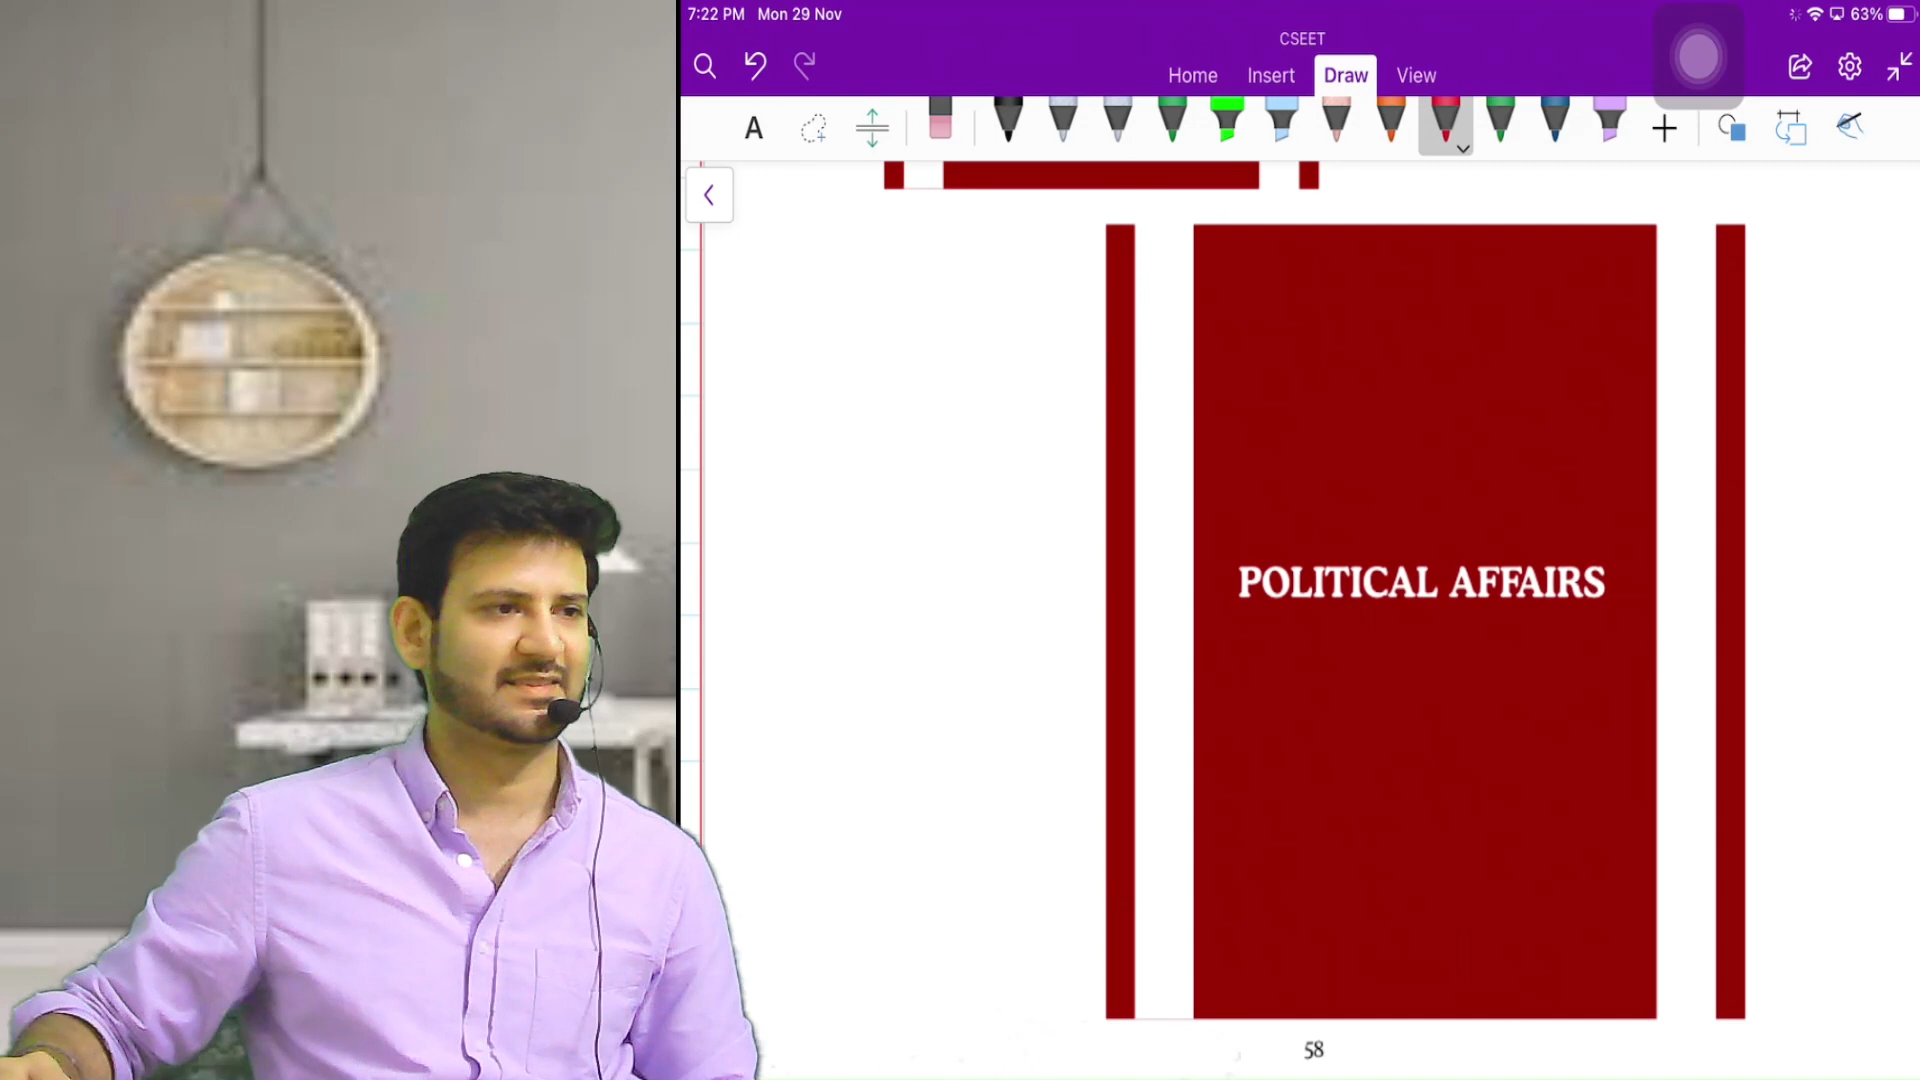 7:22 PM Mon 29 Nov
63%
CSEET
Home Insert Draw View
A
POLITICAL AFFAIRS
58